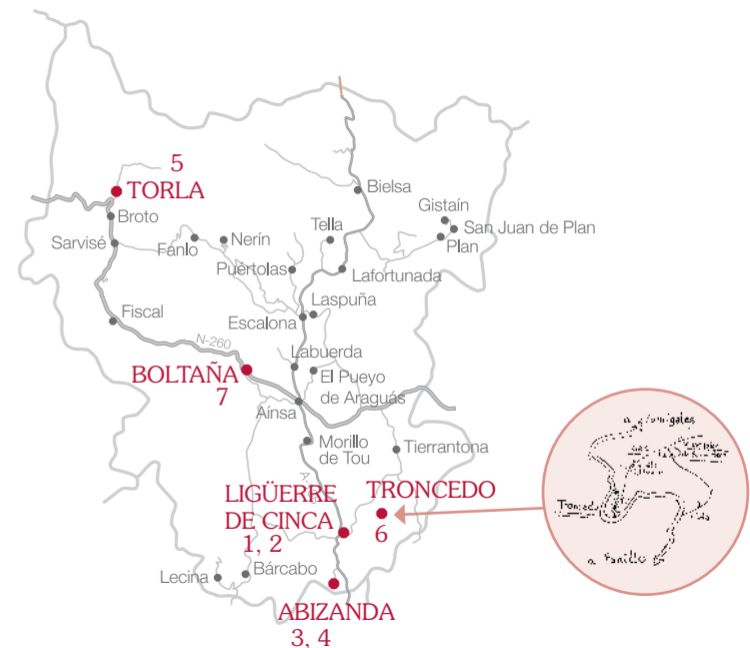 5
TORLA
Bielsa
Gistaín
San Juan de Plan
Plan
Broto
Sarvisé
Fanlo
Nerín
Tella
Puértolas
Lafortunada
Fiscal
Laspuña
Escalona
N-260
Labuerda
BOLTAÑA
7
El Pueyo
de Araguás
Aínsa
Morillo
de Tou
Tierrantona
LIGÜERRE
DE CINCA
1, 2
TRONCEDO
6
Troncedo
a Fanillo
Lecina
Bárcabo
ABIZANDA
3, 4